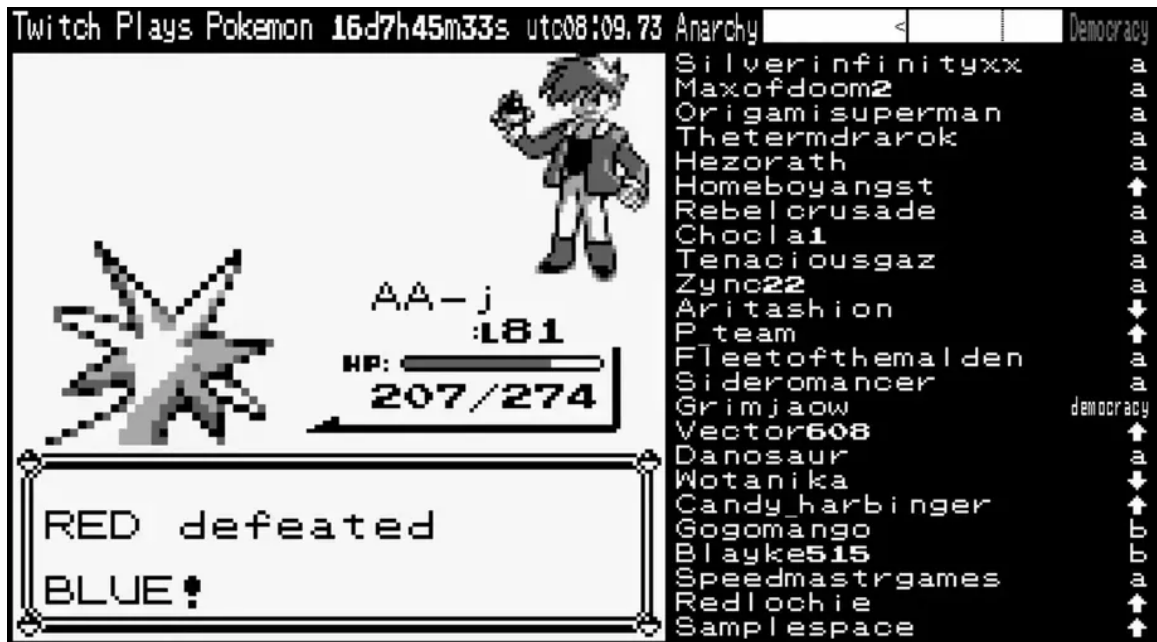 Twitch Plays Pokemon 16d7h45m33s utc08:09.73 Anarchy < Democracy
Silverinfinityxx a
Maxofdoom2 a
Origamisuperman a
Thetermdrarok a
Hezorath a
Homeboyangst ↑
Rebelcrusade a
Chocla1 a
Tenaciousgaz a
Zync22 a
Aritashion ↓
P_team ↑
Fleetofthemalden a
Sideromancer a
Grimjaow democracy
Vector608 ↑
Danosaur a
Wotanika ↓
Candy_harbinger ↑
Gogomango b
Blayke515 b
Speedmastrgames a
Redlochie ↑
Samplespace ↑
AA-j
:L81
HP:
207/274
RED defeated
BLUE!